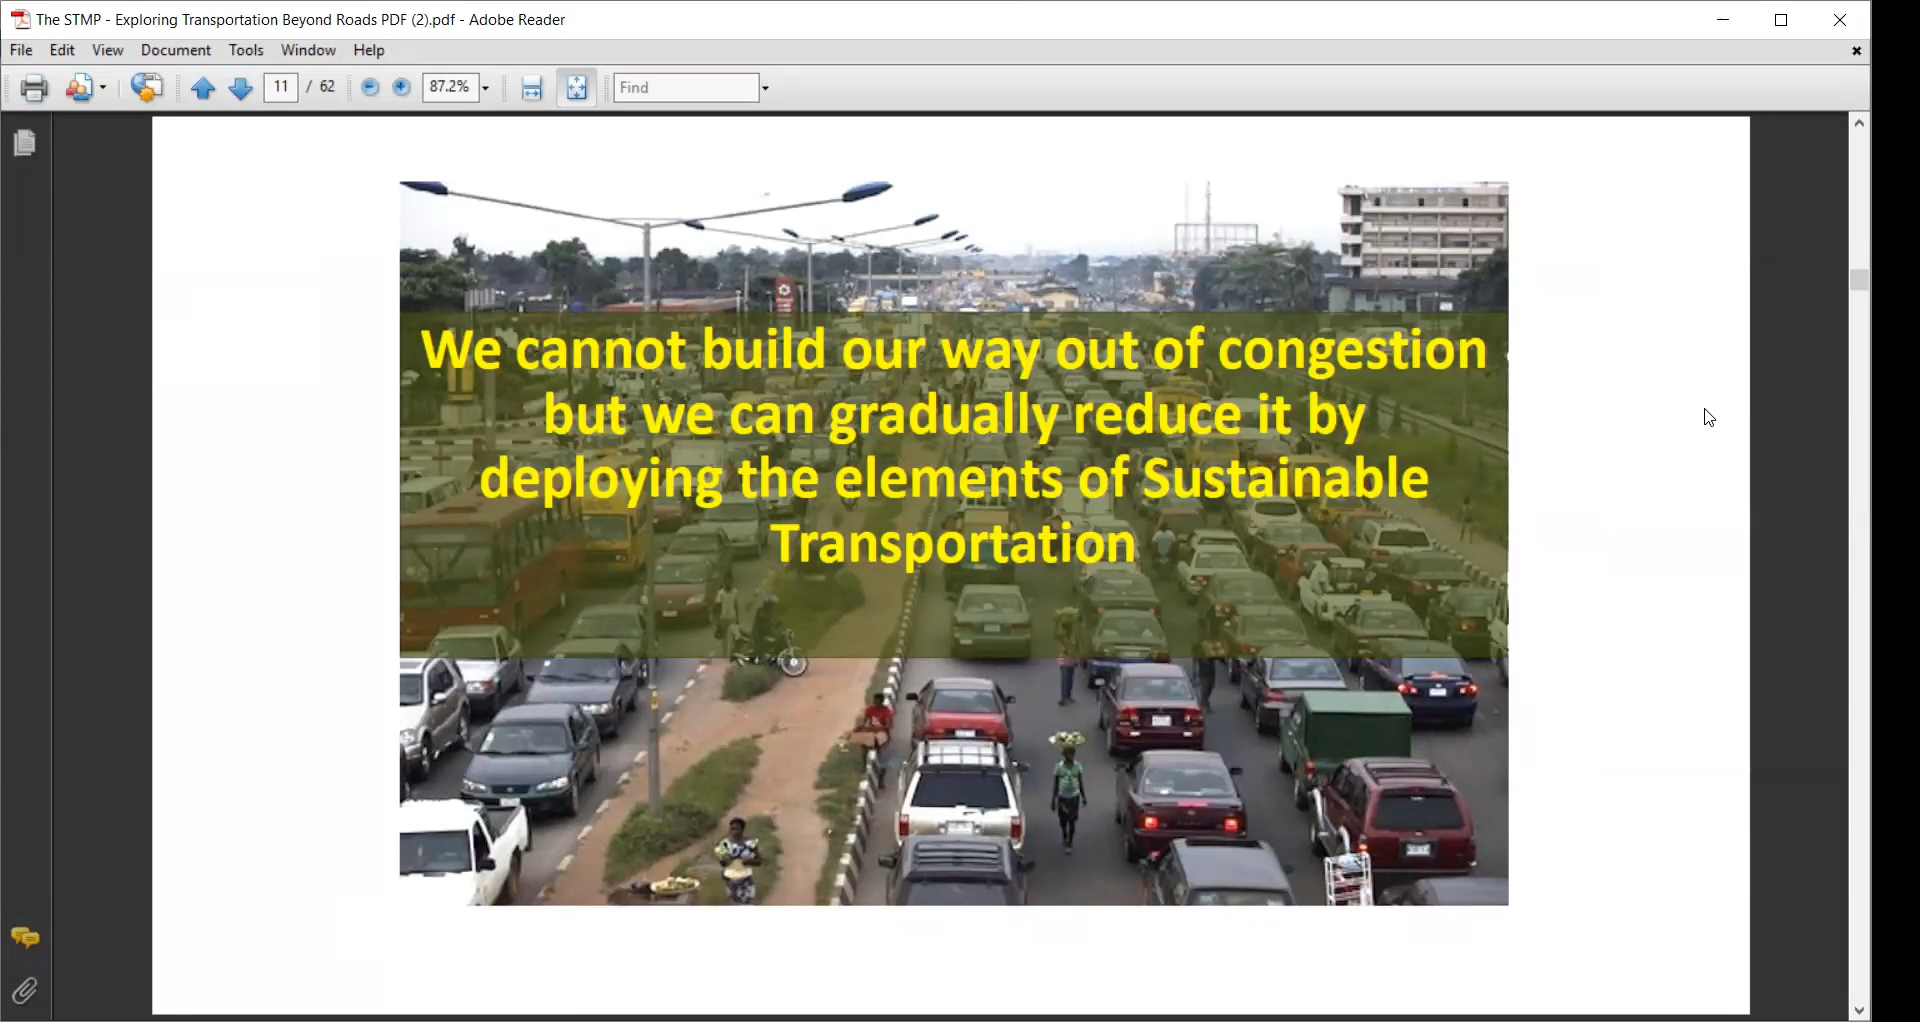 The STMP - Exploring Transportation Beyond Roads PDF (2).pdf - Adobe Reader
File Edit View Document Tools Window Help
11 / 62 87.2% Find
We cannot build our way out of congestion
but we can gradually reduce it by
deploying the elements of Sustainable
Transportation